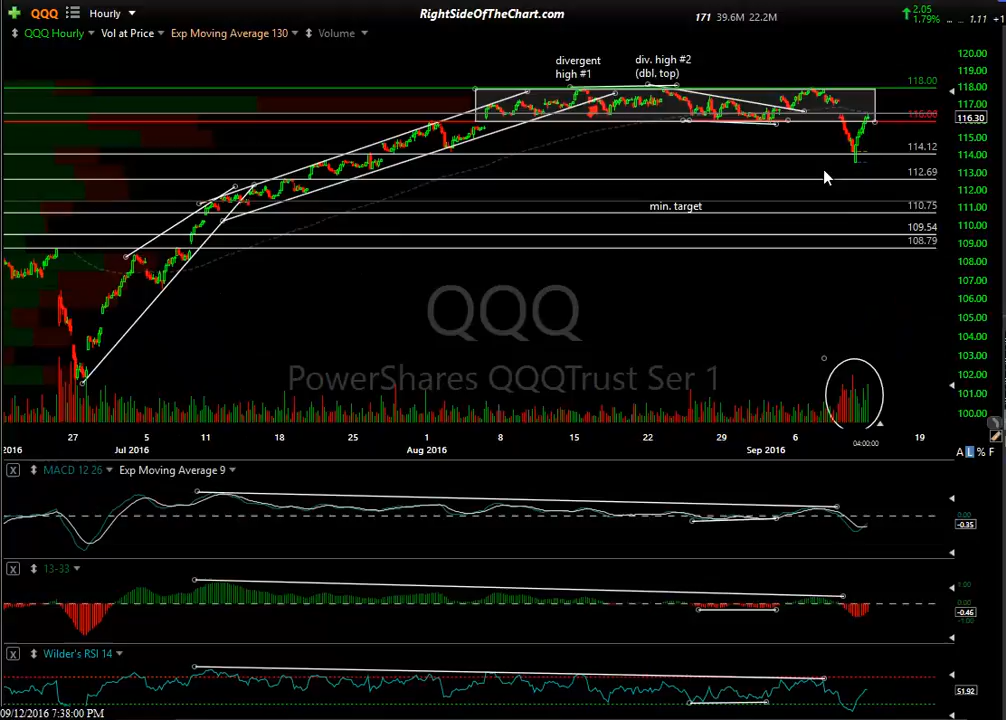 QQQ Hourly RightSideOfTheChart.com 171 39.6M 22.2M 2.05 1.79% ... ... 1.11 +1
QQQ Hourly Vol at Price Exp Moving Average 130 Volume
120.00
divergent high #1
div. high #2 (dbl. top)
119.00
118.00
117.00
116.00
116.30
115.00
114.12
114.00
112.69
113.00
112.00
min. target
110.75
111.00
110.00
109.54
109.00
108.79
108.00
107.00
106.00
105.00
104.00
103.00
102.00
101.00
100.00
QQQ
PowerShares QQQTrust Ser 1
27 5 11 18 25 1 8 15 22 29 6 04:00:00 19
2016 Jul 2016 Aug 2016 Sep 2016 A L % F
X MACD 12 26 Exp Moving Average 9
0.00
-0.35
X 13-33
1.00
0.00
-0.46
-1.00
X Wilder's RSI 14
51.92
09/12/2016 7:38:00 PM